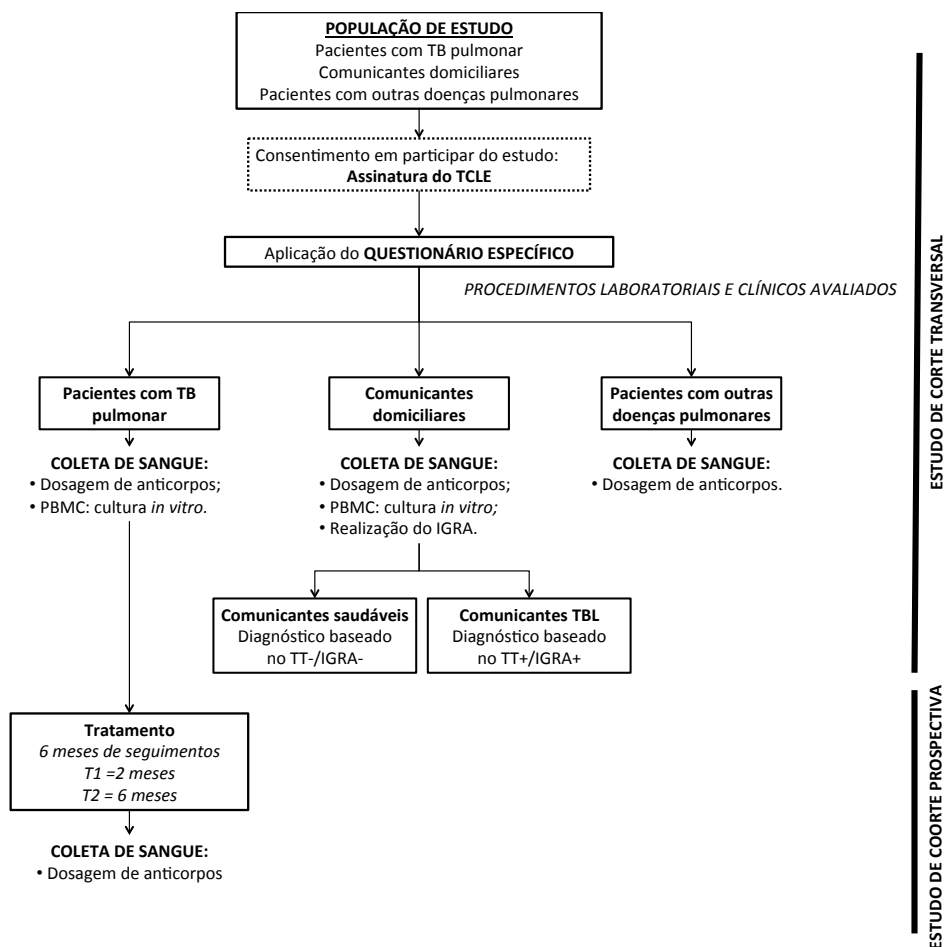 POPULAÇÃO DE ESTUDO
Pacientes com TB pulmonar
Comunicantes domiciliares
Pacientes com outras doenças pulmonares
Consentimento em participar do estudo:
Assinatura do TCLE
Aplicação do QUESTIONÁRIO ESPECÍFICO
PROCEDIMENTOS LABORATORIAIS E CLÍNICOS AVALIADOS
Pacientes com TB
pulmonar
COLETA DE SANGUE:
• Dosagem de anticorpos;
• PBMC: cultura in vitro.
Comunicantes
domiciliares
COLETA DE SANGUE:
• Dosagem de anticorpos;
• PBMC: cultura in vitro;
• Realização do IGRA.
Pacientes com outras
doenças pulmonares
COLETA DE SANGUE:
• Dosagem de anticorpos.
Comunicantes saudáveis
Diagnóstico baseado
no TT-/IGRA-
Comunicantes TBL
Diagnóstico baseado
no TT+/IGRA+
Tratamento
6 meses de seguimentos
T1 =2 meses
T2 = 6 meses
COLETA DE SANGUE:
• Dosagem de anticorpos
ESTUDO DE CORTE TRANSVERSAL
ESTUDO DE COORTE PROSPECTIVA